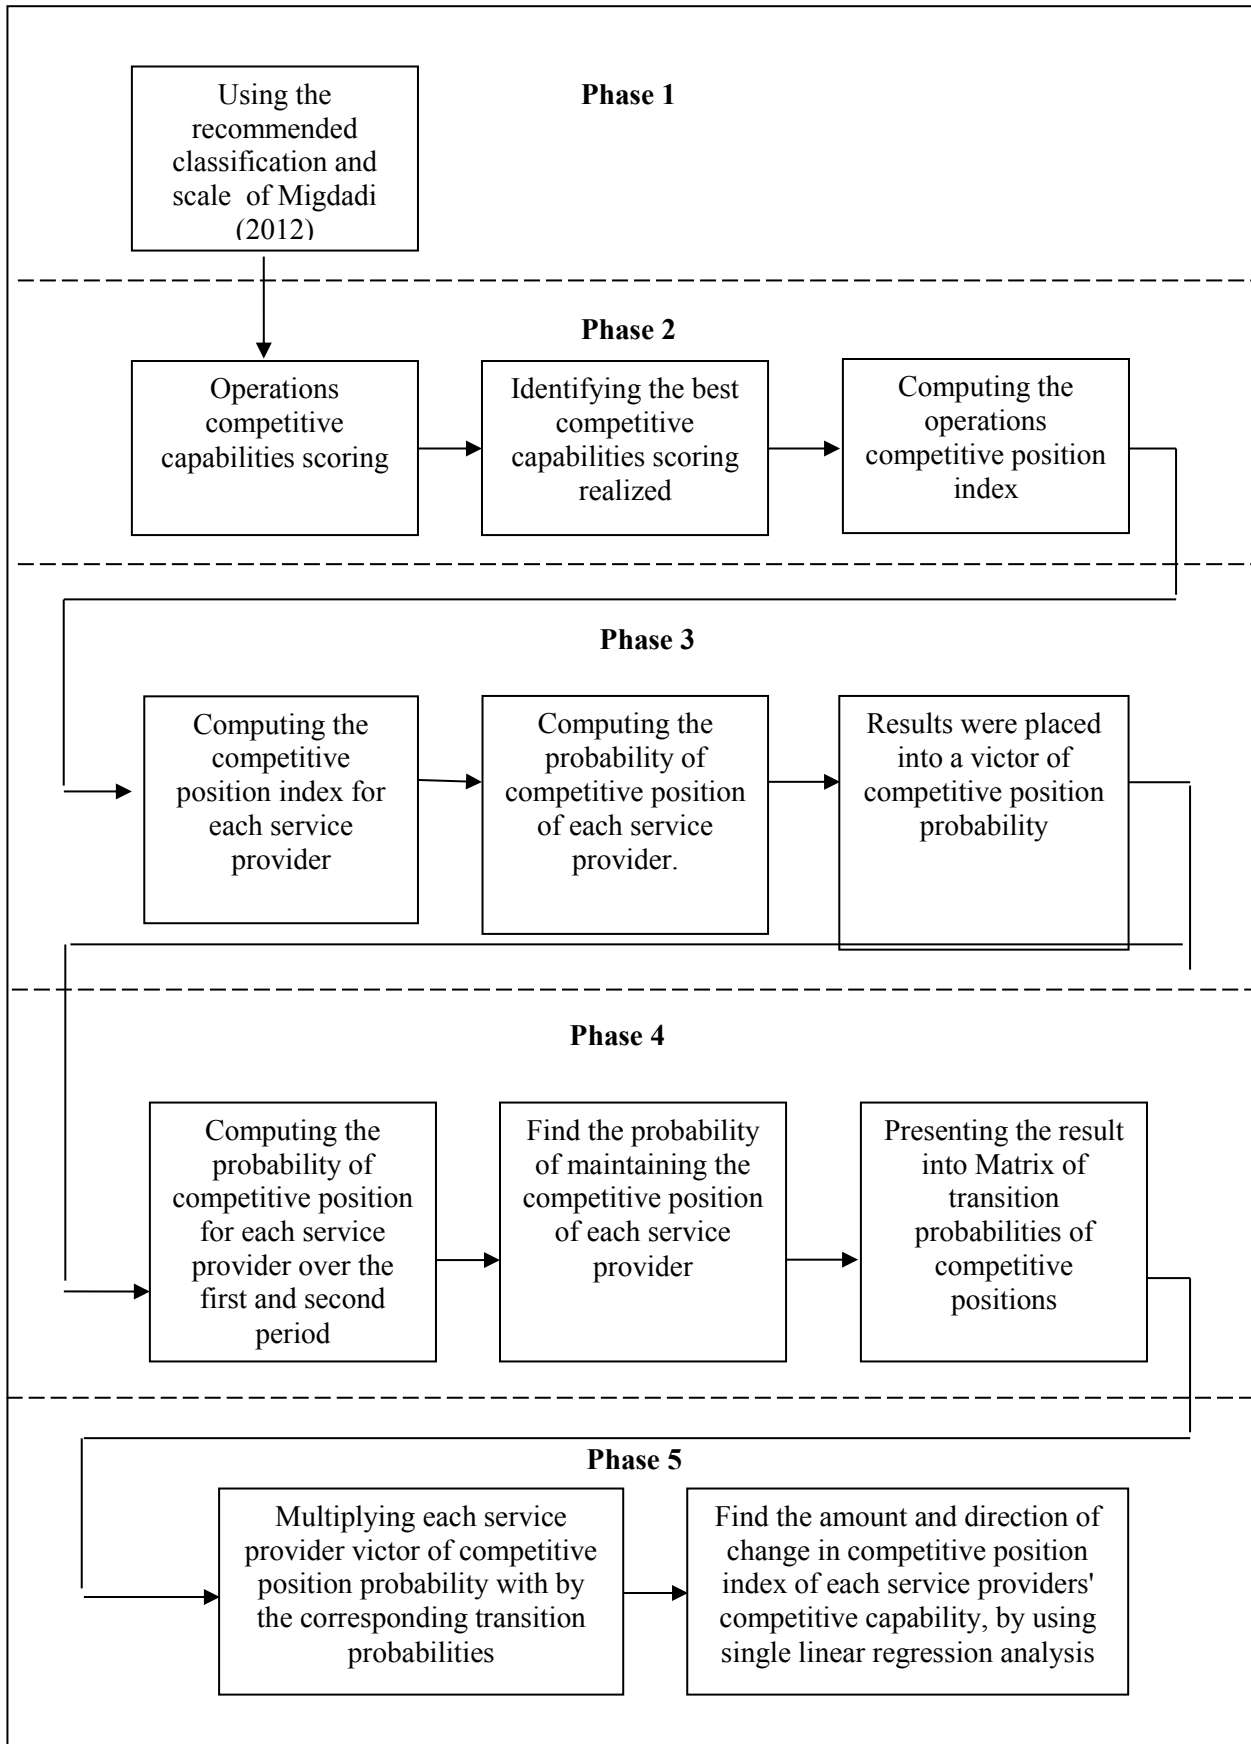 Phase 1
Using the
recommended
classification and
scale of Migdadi
(2012)
Phase 2
Operations
competitive
capabilities scoring
Identifying the best
competitive
capabilities scoring
realized
Computing the
operations
competitive position
index
Phase 3
Computing the
competitive
position index for
each service
provider
Computing the
probability of
competitive position
of each service
provider.
Results were placed
into a victor of
competitive position
probability
Phase 4
Computing the
probability of
competitive position
for each service
provider over the
first and second
period
Find the probability
of maintaining the
competitive position
of each service
provider
Presenting the result
into Matrix of
transition
probabilities of
competitive
positions
Phase 5
Multiplying each service
provider victor of competitive
position probability with by
the corresponding transition
probabilities
Find the amount and direction of
change in competitive position
index of each service providers'
competitive capability, by using
single linear regression analysis